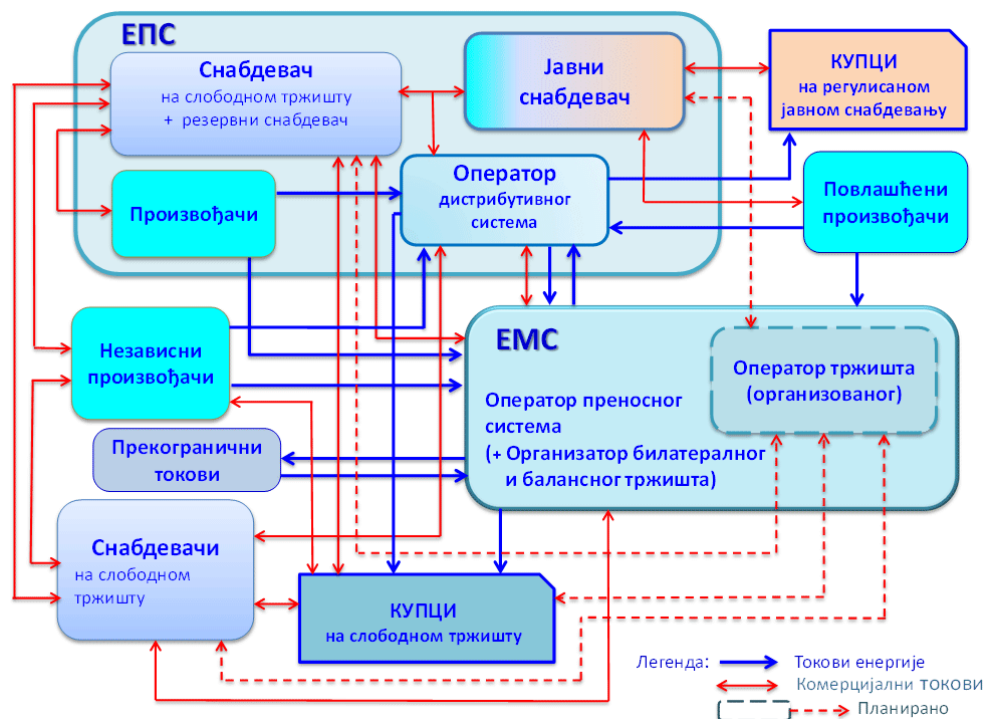 ЕПС
Снабдевач
на слободном тржишту
+ резервни снабдевач
Јавни
снабдевач
КУПЦИ
на регулисаном
јавном снабдевању
Произвођачи
Оператор
дистрибутивног
система
Повлашћени
произвођачи
Независни
произвођачи
ЕМС
Оператор преносног
система
(+ Организатор билатералног
и балансног тржишта)
Оператор тржишта
(организованог)
Прекогранични
токови
Снабдевачи
на слободном
тржишту
КУПЦИ
на слободном тржишту
Легенда:
Токови енергије
Комерцијални токови
Планирано